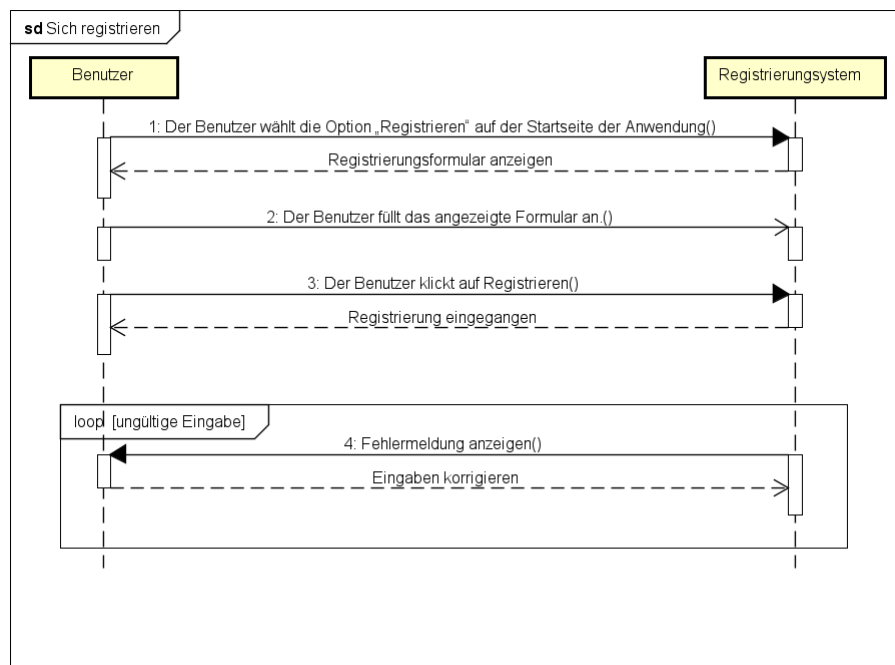 sd Sich registrieren
Benutzer
Registrierungsystem
1: Der Benutzer wählt die Option „Registrieren“ auf der Startseite der Anwendung()
Registrierungsformular anzeigen
2: Der Benutzer füllt das angezeigte Formular an.()
3: Der Benutzer klickt auf Registrieren()
Registrierung eingegangen
loop [ungültige Eingabe]
4: Fehlermeldung anzeigen()
Eingaben korrigieren